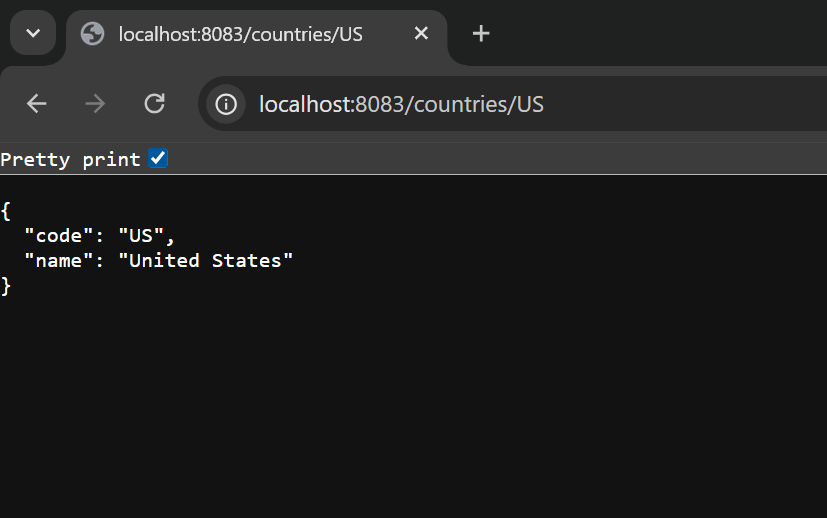 localhost:8083/countries/US
localhost:8083/countries/US
Pretty print
{
  "code": "US",
  "name": "United States"
}